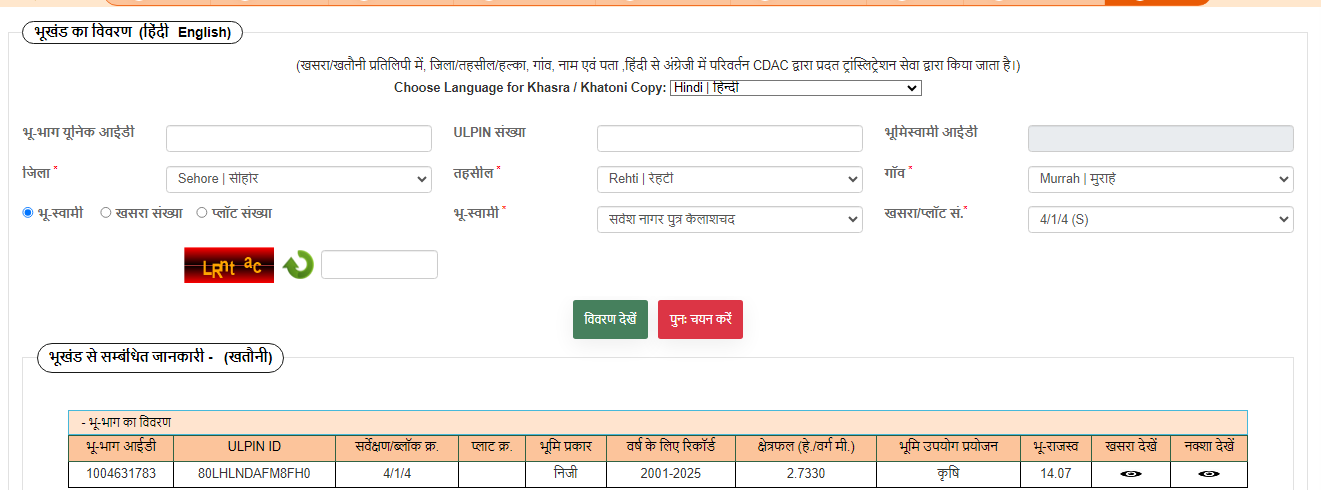 भूखंड का विवरण (हिंदी English)
(खसरा/खतौनी प्रतिलिपी में, जिला/तहसील/हल्का, गांव, नाम एवं पता ,हिंदी से अंग्रेजी में परिवर्तन CDAC द्वारा प्रदत ट्रांस्लिट्रेशन सेवा द्वारा किया जाता है।)
Choose Language for Khasra / Khatoni Copy: Hindi | हिन्दी
भू-भाग यूनिक आईडी ULPIN संख्या भूमिस्वामी आईडी
जिला * Sehore | सीहोर तहसील * Rehti | रेहटी गाँव * Murrah | मुराह
भू-स्वामी खसरा संख्या प्लॉट संख्या भू-स्वामी * सर्वेश नागर पुत्र कैलाशचंद खसरा/प्लॉट सं.* 4/1/4 (S)
LRnt ac
विवरण देखें पुनः चयन करें
भूखंड से सम्बंधित जानकारी - (खतौनी)
- भू-भाग का विवरण
भू-भाग आईडी ULPIN ID सर्वेक्षण/ब्लॉक क्र. प्लाट क्र. भूमि प्रकार वर्ष के लिए रिकॉर्ड क्षेत्रफल (हे./वर्ग मी.) भूमि उपयोग प्रयोजन भू-राजस्व खसरा देखें नक्शा देखें
1004631783 80LHLNDAFM8FH0 4/1/4 निजी 2001-2025 2.7330 कृषि 14.07